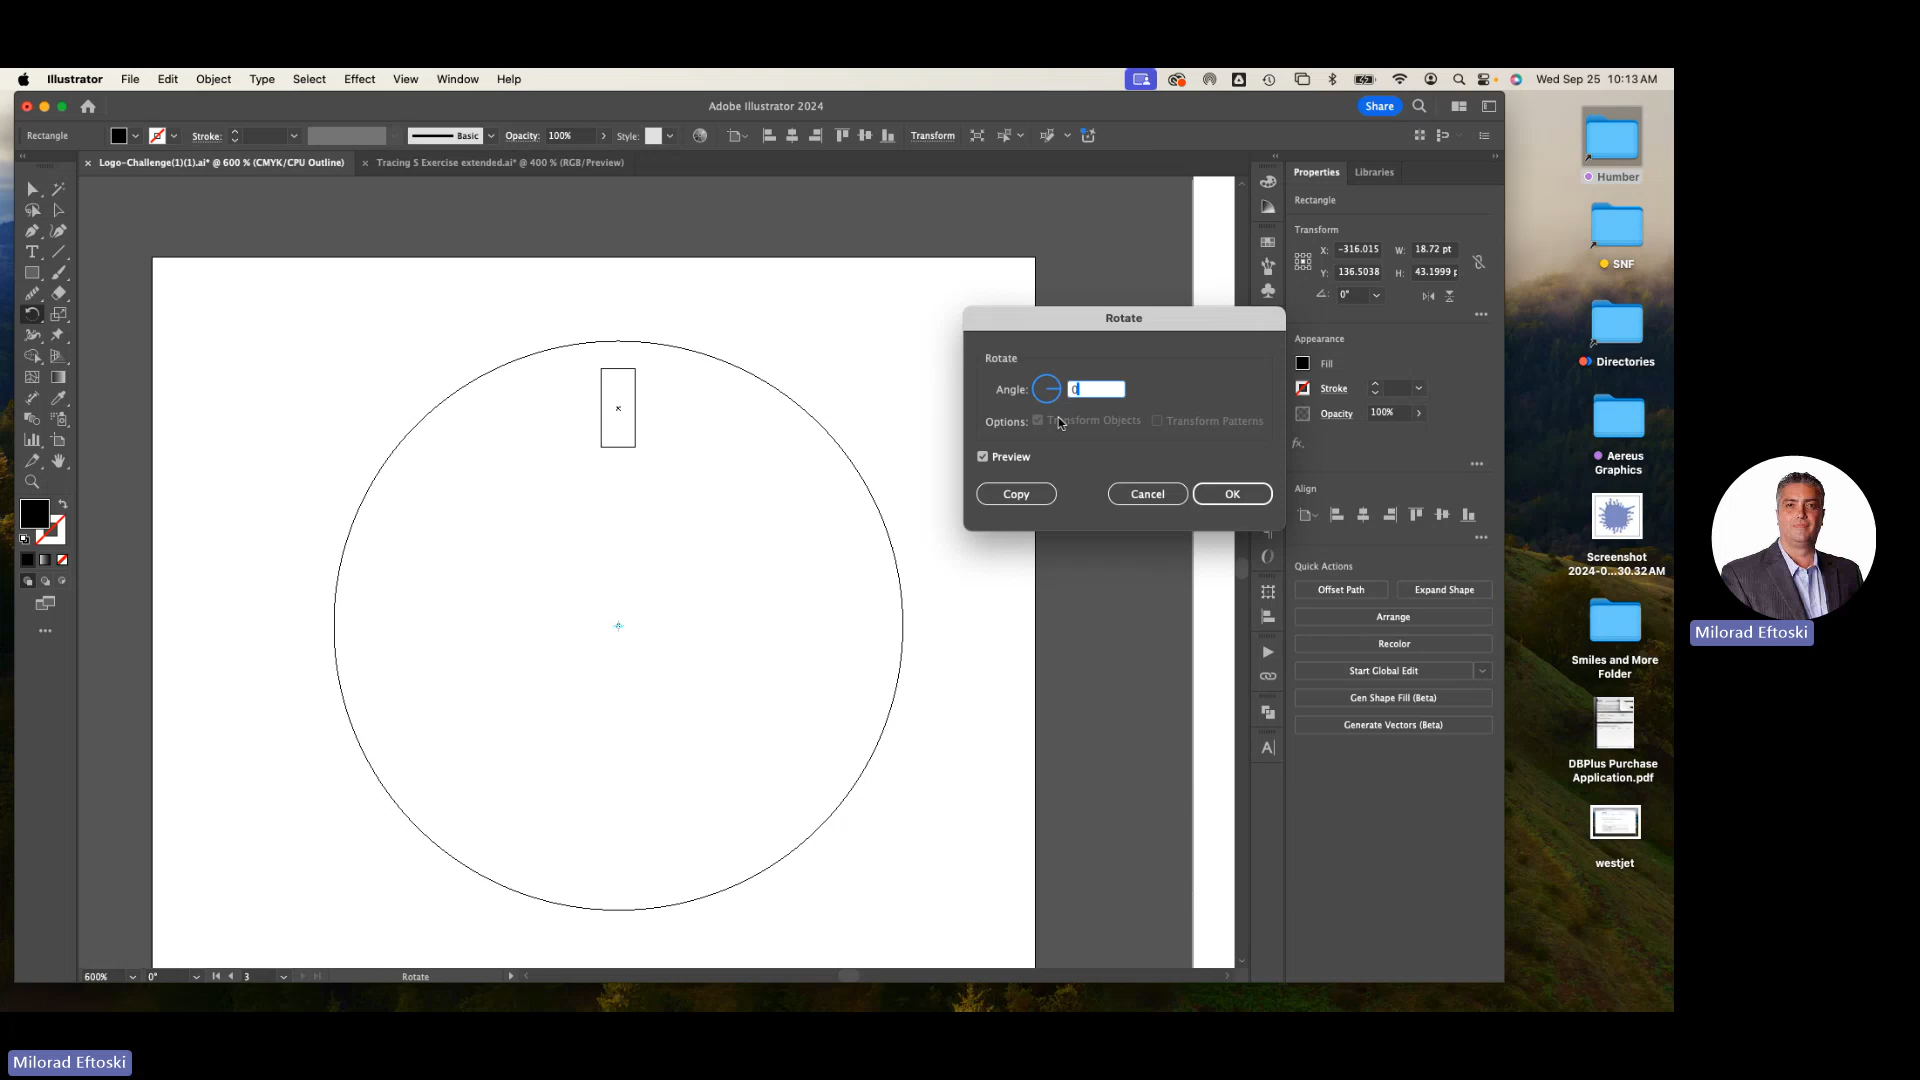 Illustrator File Edit Object Type Select Effect View Window Help
Wed Sep 25 10:13 AM
Adobe Illustrator 2024
Share
Rectangle
Stroke:
Basic
Opacity: 100%
Style:
Transform
Logo-Challenge(1)(1).ai* @ 600 % (CMYK/CPU Outline)
Tracing S Exercise extended.ai* @ 400 % (RGB/Preview)
Properties
Libraries
Rectangle
Transform
X: -316.015
W: 18.72 pt
Y: 136.5038
H: 43.1999 p
0°
Appearance
Fill
Stroke
Opacity 100%
fx.
Align
Quick Actions
Offset Path
Expand Shape
Arrange
Recolor
Start Global Edit
Gen Shape Fill (Beta)
Generate Vectors (Beta)
Rotate
Rotate
Angle: 0
Options: Transform Objects Transform Patterns
Preview
Copy
Cancel
OK
600%
0°
3
Rotate
Humber
SNF
Directories
Aereus
Graphics
Screenshot
2024-0...30.32 AM
Smiles and More
Folder
DBPlus Purchase
Application.pdf
westjet
Milorad Eftoski
Milorad Eftoski